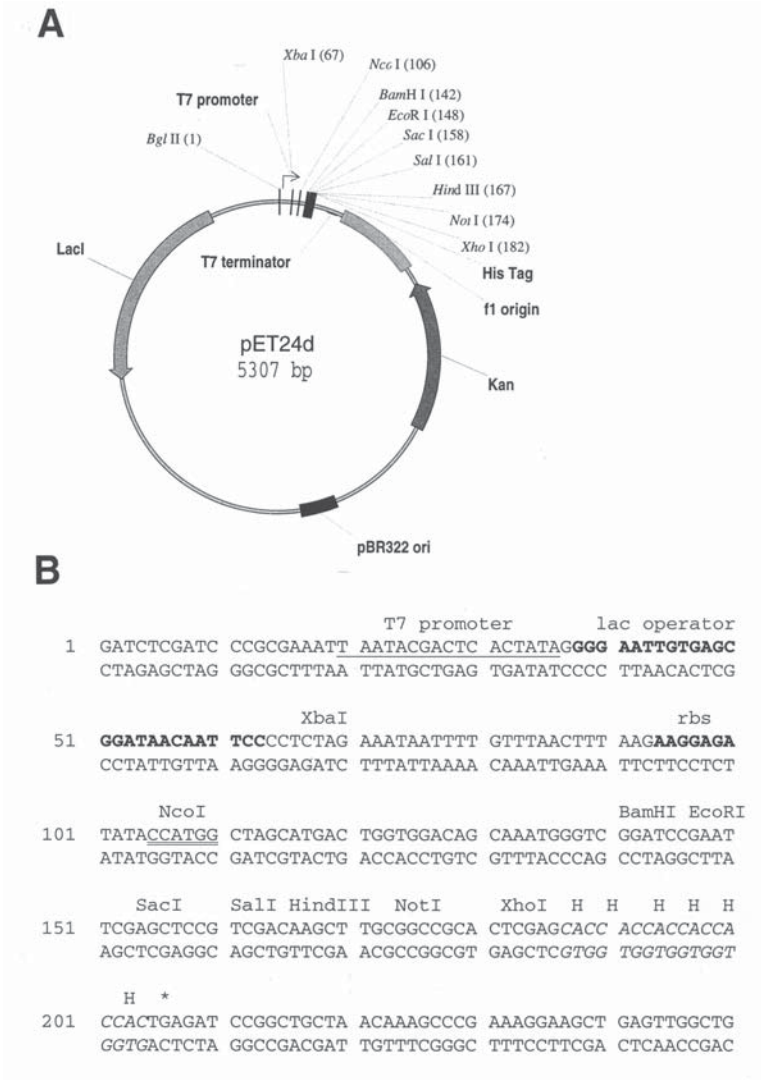 A
Xba I (67)
Nco I (106)
T7 promoter
BamH I (142)
EcoR I (148)
Bgl II (1)
Sac I (158)
Sal I (161)
Hind III (167)
Not I (174)
Xho I (182)
LacI
T7 terminator
His Tag
f1 origin
pET24d
5307 bp
Kan
pBR322 ori
B
T7 promoter lac operator
1 GATCTCGATC CCGCGAAATT AATACGACTC ACTATAGGGG AATTGTGAGC
CTAGAGCTAG GGCGCTTTAA TTATGCTGAG TGATATCCCC TTAACACTCG
XbaI rbs
51 GGATAACAAT TCCCCTCTAG AAATAATTTT GTTTAACTTT AAGAAGGAGA
CCTATTGTTA AGGGGAGATC TTTATTAAAA CAAATTGAAA TTCTTCCTCT
NcoI BamHI EcoRI
101 TATACCATGG CTAGCATGAC TGGTGGACAG CAAATGGGTC GGATCCGAAT
ATATGGTACC GATCGTACTG ACCACCTGTC GTTTACCCAG CCTAGGCTTA
SacI SalI HindIII NotI XhoI H H H H H
151 TCGAGCTCCG TCGACAAGCT TGCGGCCGCA CTCGAGCACC ACCACCACCA
AGCTCGAGGC AGCTGTTCGA ACGCCGGCGT GAGCTCGTGG TGGTGGTGGT
H *
201 CCACTGAGAT CCGGCTGCTA ACAAAGCCCG AAAGGAAGCT GAGTTGGCTG
GGTGACTCTA GGCCGACGAT TGTTTCGGGC TTTCCTTCGA CTCAACCGAC